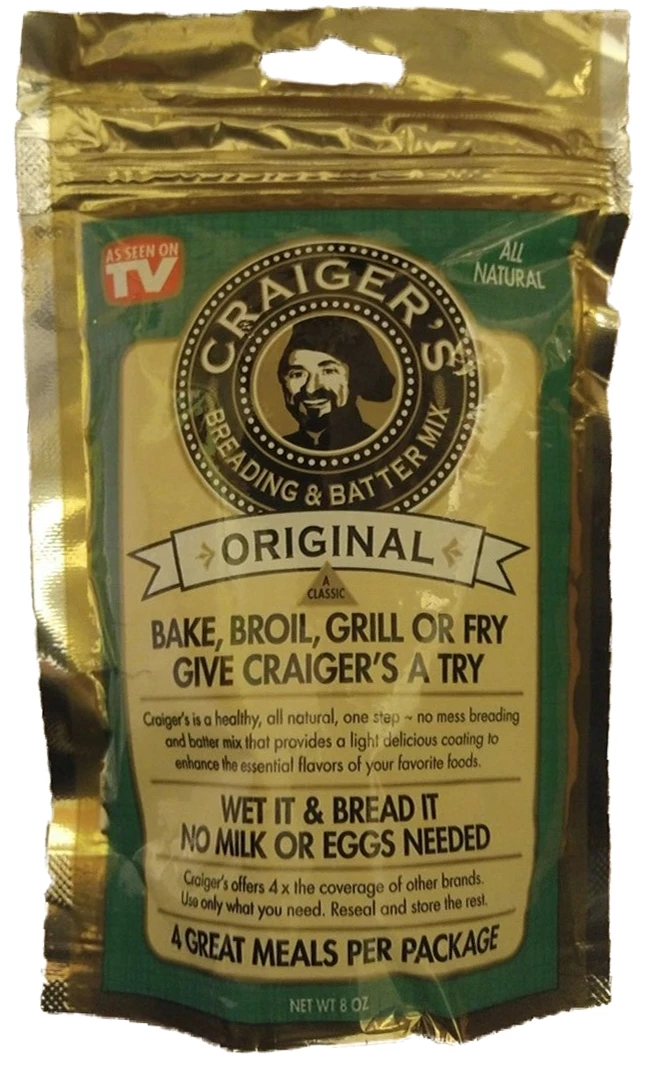 AS SEEN ON
TV
ALL
NATURAL
CRAIGER'S
BREADING & BATTER MIX
ORIGINAL
A
CLASSIC
BAKE, BROIL, GRILL OR FRY
GIVE CRAIGER'S A TRY
Craiger's is a healthy, all natural, one step ~ no mess breading
and batter mix that provides a light delicious coating to
enhance the essential flavors of your favorite foods.
WET IT & BREAD IT
NO MILK OR EGGS NEEDED
Craiger's offers 4 x the coverage of other brands.
Use only what you need. Reseal and store the rest.
4 GREAT MEALS PER PACKAGE
NET WT 8 OZ